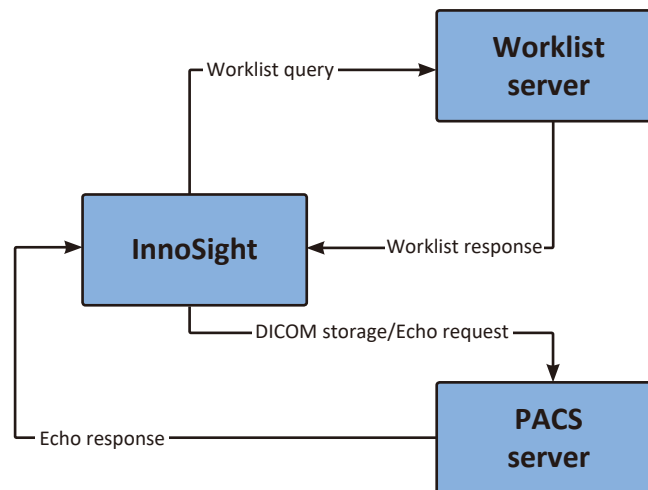 Worklist
server
Worklist query
InnoSight
Worklist response
DICOM storage/Echo request
PACS
server
Echo response